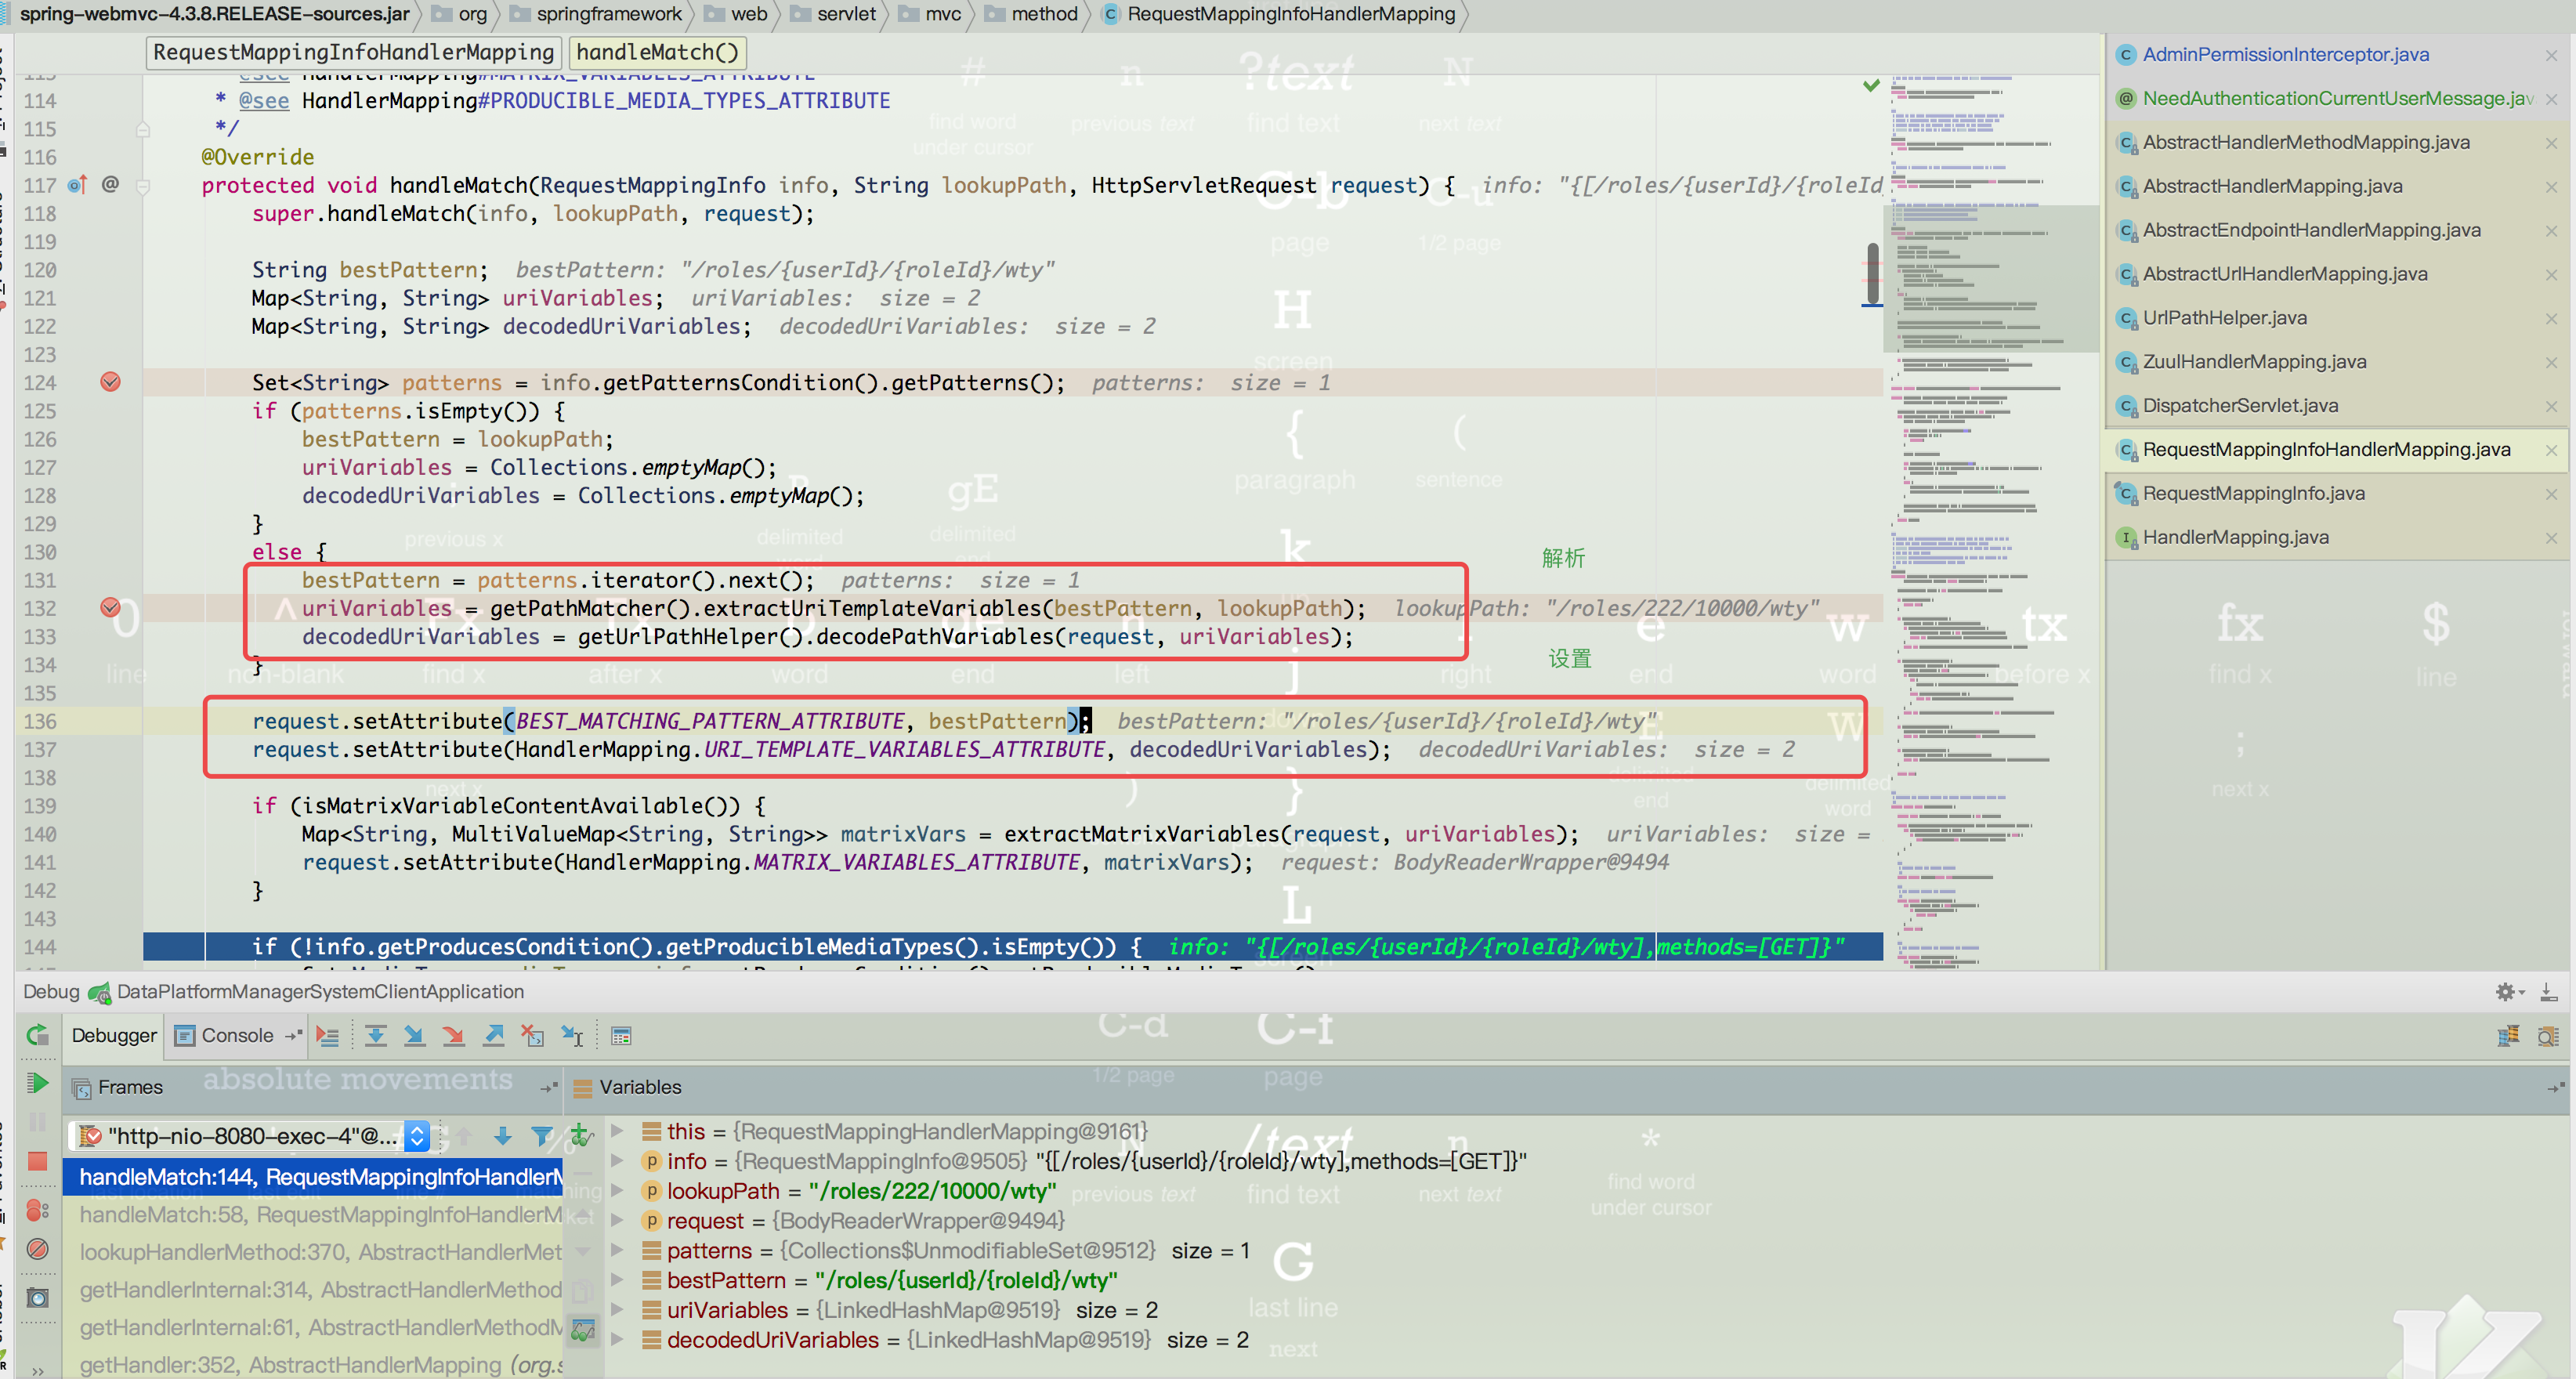 spring-webmvc-4.3.8.RELEASE-sources.jar org springframework web servlet mvc method RequestMappingInfoHandlerMapping
RequestMappingInfoHandlerMapping handleMatch()
114 * @see HandlerMapping#PRODUCIBLE_MEDIA_TYPES_ATTRIBUTE
115 */
116 @Override
117 protected void handleMatch(RequestMappingInfo info, String lookupPath, HttpServletRequest request) { info: "{[/roles/{userId}/{roleId
118 super.handleMatch(info, lookupPath, request);
119
120 String bestPattern; bestPattern: "/roles/{userId}/{roleId}/wty"
121 Map<String, String> uriVariables; uriVariables: size = 2
122 Map<String, String> decodedUriVariables; decodedUriVariables: size = 2
123
124 Set<String> patterns = info.getPatternsCondition().getPatterns(); patterns: size = 1
125 if (patterns.isEmpty()) {
126 bestPattern = lookupPath;
127 uriVariables = Collections.emptyMap();
128 decodedUriVariables = Collections.emptyMap();
129 }
130 else {
解析
131 bestPattern = patterns.iterator().next(); patterns: size = 1
132 uriVariables = getPathMatcher().extractUriTemplateVariables(bestPattern, lookupPath); lookupPath: "/roles/222/10000/wty"
133 decodedUriVariables = getUrlPathHelper().decodePathVariables(request, uriVariables);
134 }
设置
135
136 request.setAttribute(BEST_MATCHING_PATTERN_ATTRIBUTE, bestPattern); bestPattern: "/roles/{userId}/{roleId}/wty"
137 request.setAttribute(HandlerMapping.URI_TEMPLATE_VARIABLES_ATTRIBUTE, decodedUriVariables); decodedUriVariables: size = 2
138
139 if (isMatrixVariableContentAvailable()) {
140 Map<String, MultiValueMap<String, String>> matrixVars = extractMatrixVariables(request, uriVariables); uriVariables: size =
141 request.setAttribute(HandlerMapping.MATRIX_VARIABLES_ATTRIBUTE, matrixVars); request: BodyReaderWrapper@9494
142 }
143
144 if (!info.getProducesCondition().getProducibleMediaTypes().isEmpty()) { info: "{[/roles/{userId}/{roleId}/wty],methods=[GET]}"
AdminPermissionInterceptor.java
NeedAuthenticationCurrentUserMessage.jav
AbstractHandlerMethodMapping.java
AbstractHandlerMapping.java
AbstractEndpointHandlerMapping.java
AbstractUrlHandlerMapping.java
UrlPathHelper.java
ZuulHandlerMapping.java
DispatcherServlet.java
RequestMappingInfoHandlerMapping.java
RequestMappingInfo.java
HandlerMapping.java
Debug DataPlatformManagerSystemClientApplication
Debugger Console
Frames absolute movements
Variables
"http-nio-8080-exec-4"@...
handleMatch:144, RequestMappingInfoHandlerM
handleMatch:58, RequestMappingInfoHandlerM
lookupHandlerMethod:370, AbstractHandlerMet
getHandlerInternal:314, AbstractHandlerMethod
getHandlerInternal:61, AbstractHandlerMethodM
getHandler:352, AbstractHandlerMapping (org.s
this = {RequestMappingHandlerMapping@9161}
info = {RequestMappingInfo@9505} "{[/roles/{userId}/{roleId}/wty],methods=[GET]}"
lookupPath = "/roles/222/10000/wty"
request = {BodyReaderWrapper@9494}
patterns = {Collections$UnmodifiableSet@9512} size = 1
bestPattern = "/roles/{userId}/{roleId}/wty"
uriVariables = {LinkedHashMap@9519} size = 2
decodedUriVariables = {LinkedHashMap@9519} size = 2